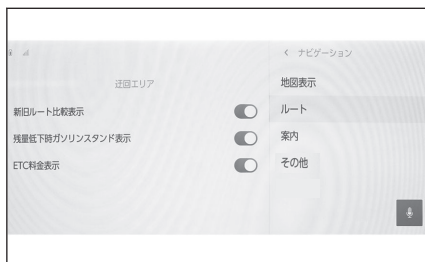 迂回エリア
新旧ルート比較表示
残量低下時ガソリンスタンド表示
ETC料金表示
ナビゲーション
地図表示
ルート
案内
その他